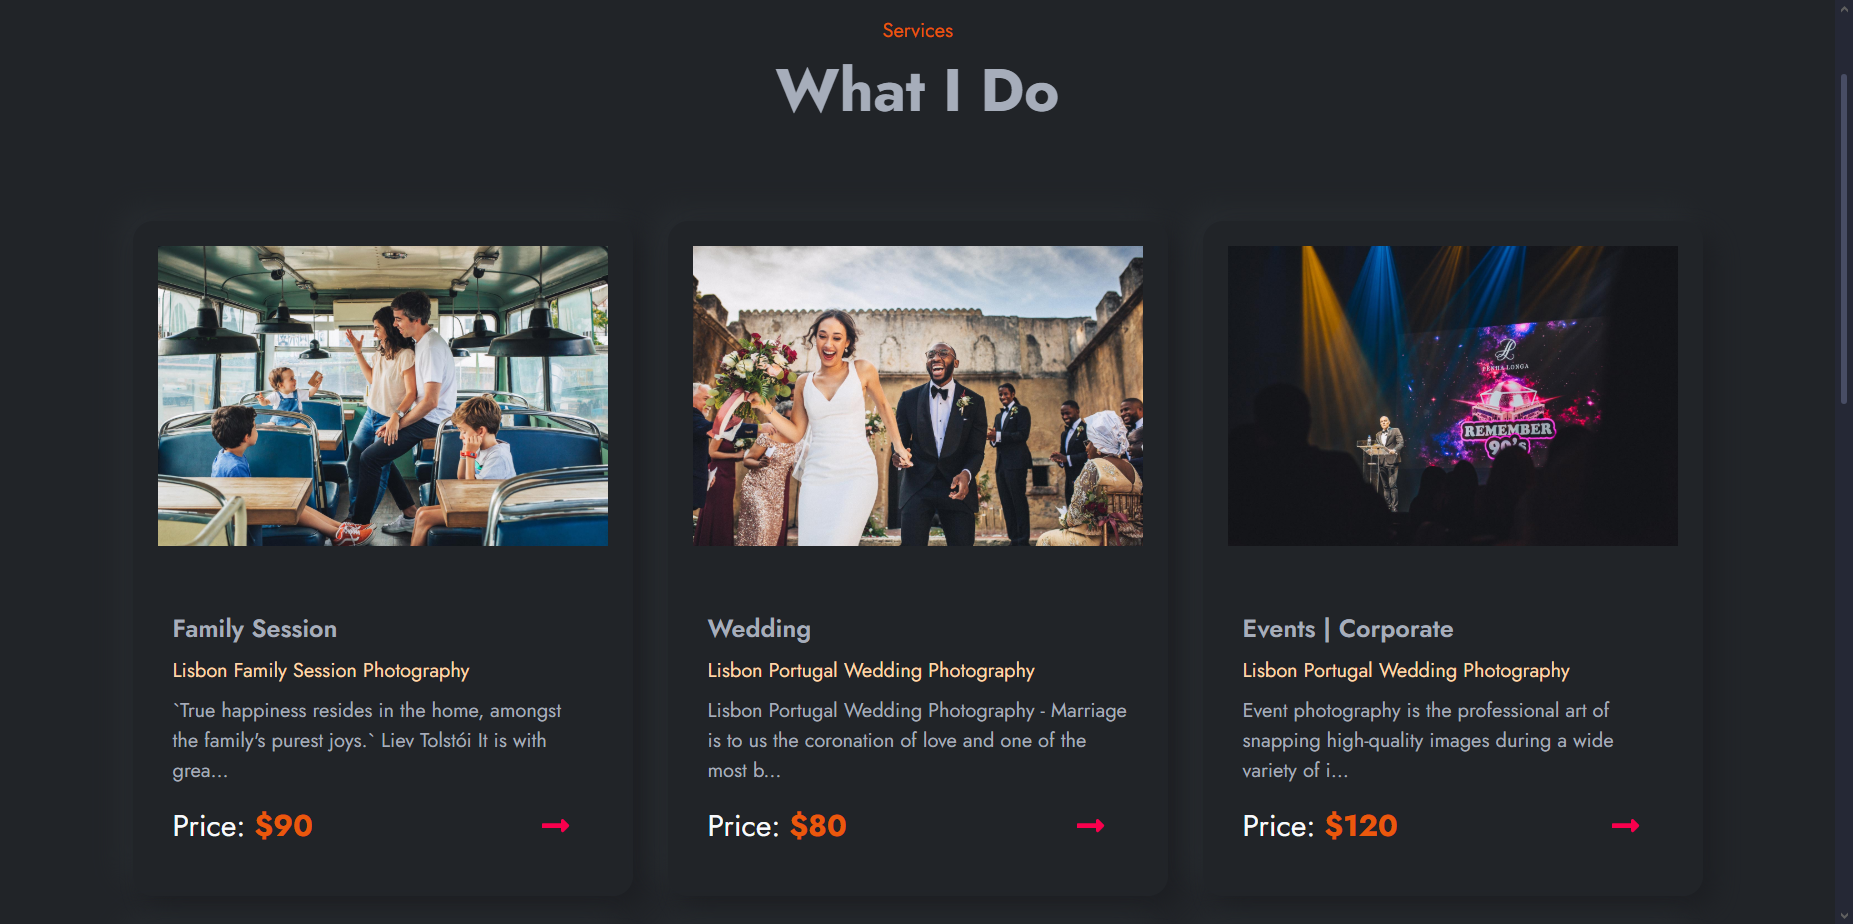 Services
What I Do
PENHA LONGA
REMEMBER
90's
Family Session
Lisbon Family Session Photography
`True happiness resides in the home, amongst
the family's purest joys.` Liev Tolstói It is with
grea...
Price: $90
Wedding
Lisbon Portugal Wedding Photography
Lisbon Portugal Wedding Photography - Marriage
is to us the coronation of love and one of the
most b...
Price: $80
Events | Corporate
Lisbon Portugal Wedding Photography
Event photography is the professional art of
snapping high-quality images during a wide
variety of i...
Price: $120